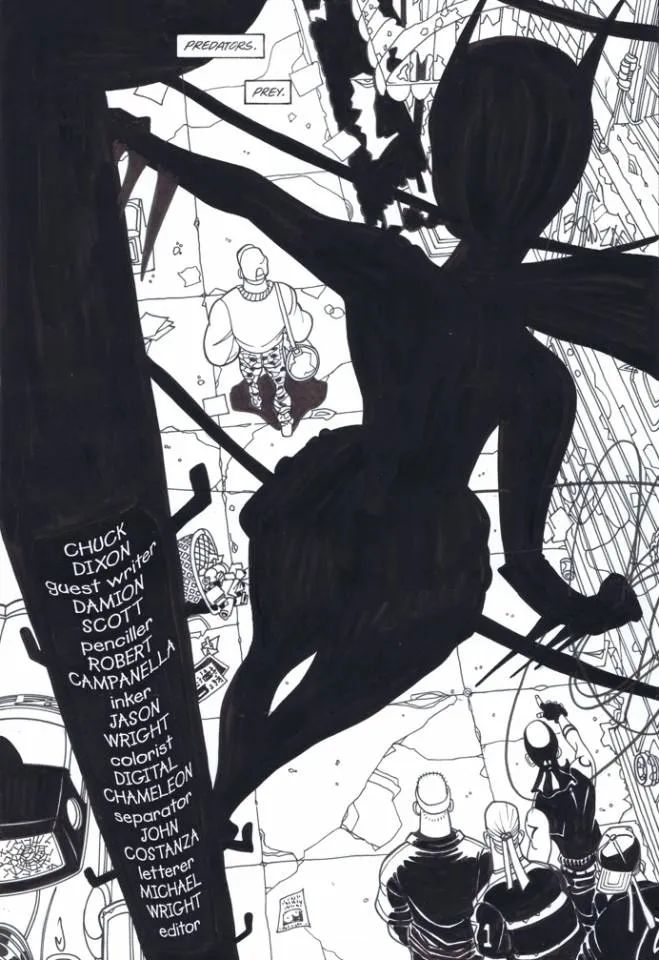 PREDATORS.
PREY.
CHUCK
DIXON
guest writer
DAMION
SCOTT
penciller
ROBERT
CAMPANELLA
inker
JASON
WRIGHT
colorist
DIGITAL
CHAMELEON
separator
JOHN
COSTANZA
letterer
MICHAEL
WRIGHT
editor
1